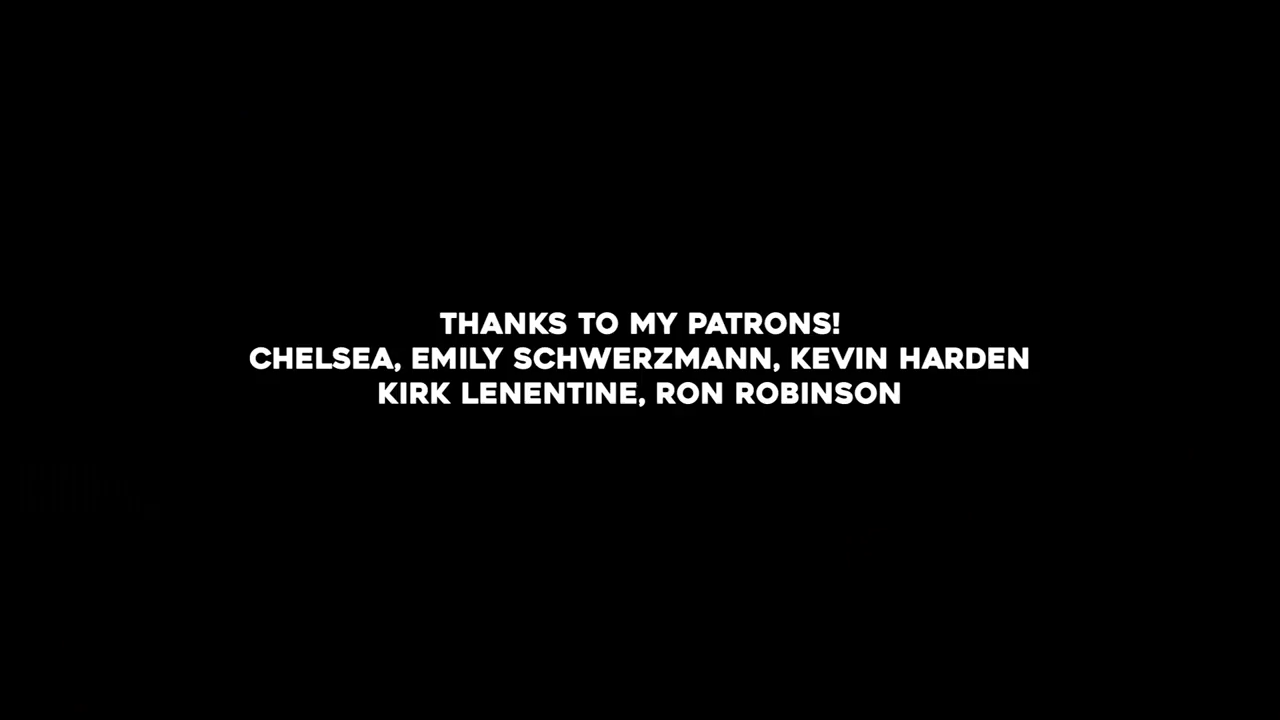 THANKS TO MY PATRONS!
CHELSEA, EMILY SCHWERZMANN, KEVIN HARDEN
KIRK LENENTINE, RON ROBINSON